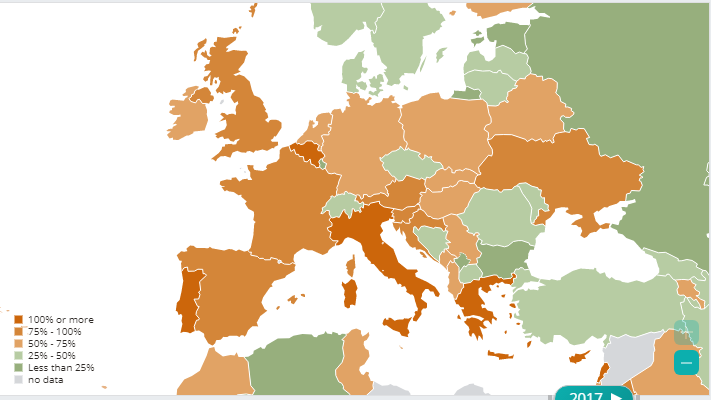 100% or more
75% - 100%
50% - 75%
25% - 50%
Less than 25%
no data
2017